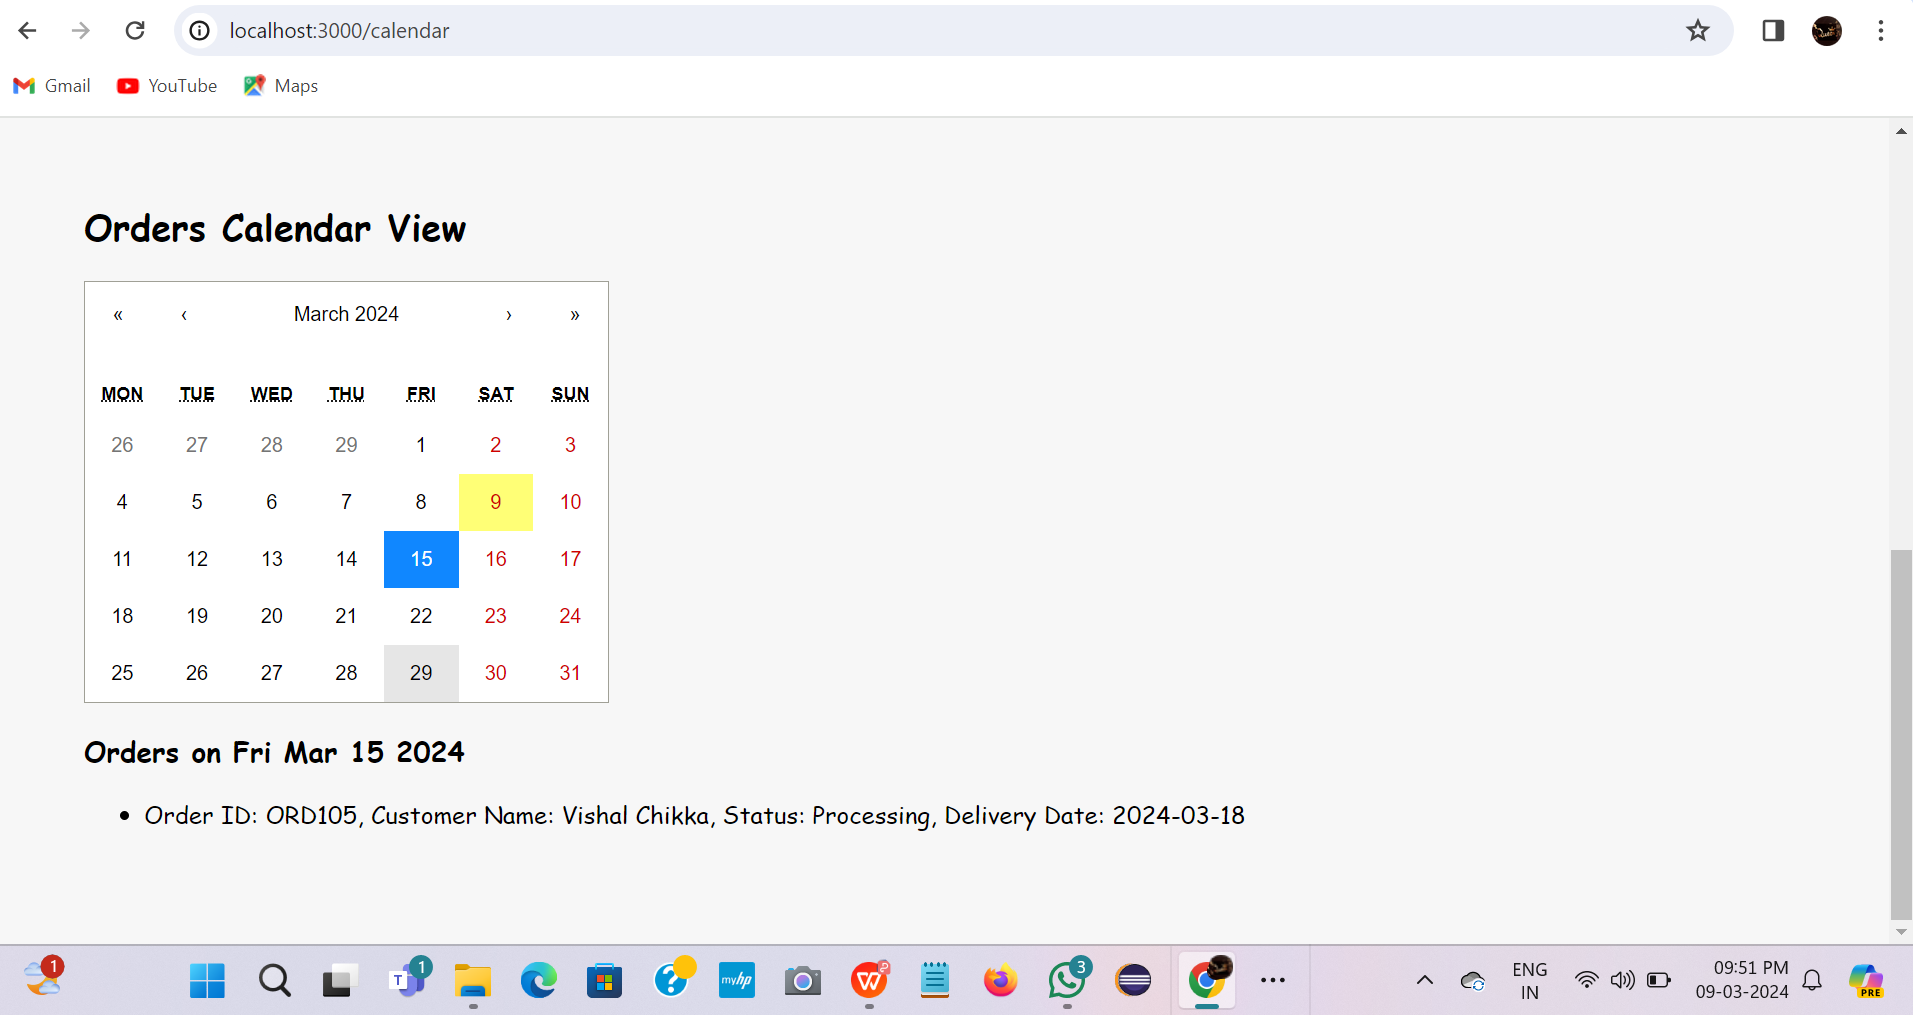 localhost:3000/calendar
Gmail YouTube Maps
Orders Calendar View
« ‹ March 2024 › »
MON TUE WED THU FRI SAT SUN
26 27 28 29 1 2 3
4 5 6 7 8 9 10
11 12 13 14 15 16 17
18 19 20 21 22 23 24
25 26 27 28 29 30 31
Orders on Fri Mar 15 2024
• Order ID: ORD105, Customer Name: Vishal Chikka, Status: Processing, Delivery Date: 2024-03-18
1 T 1 ? myhp W 3 ENG 09:51 PM
IN 09-03-2024 PRE